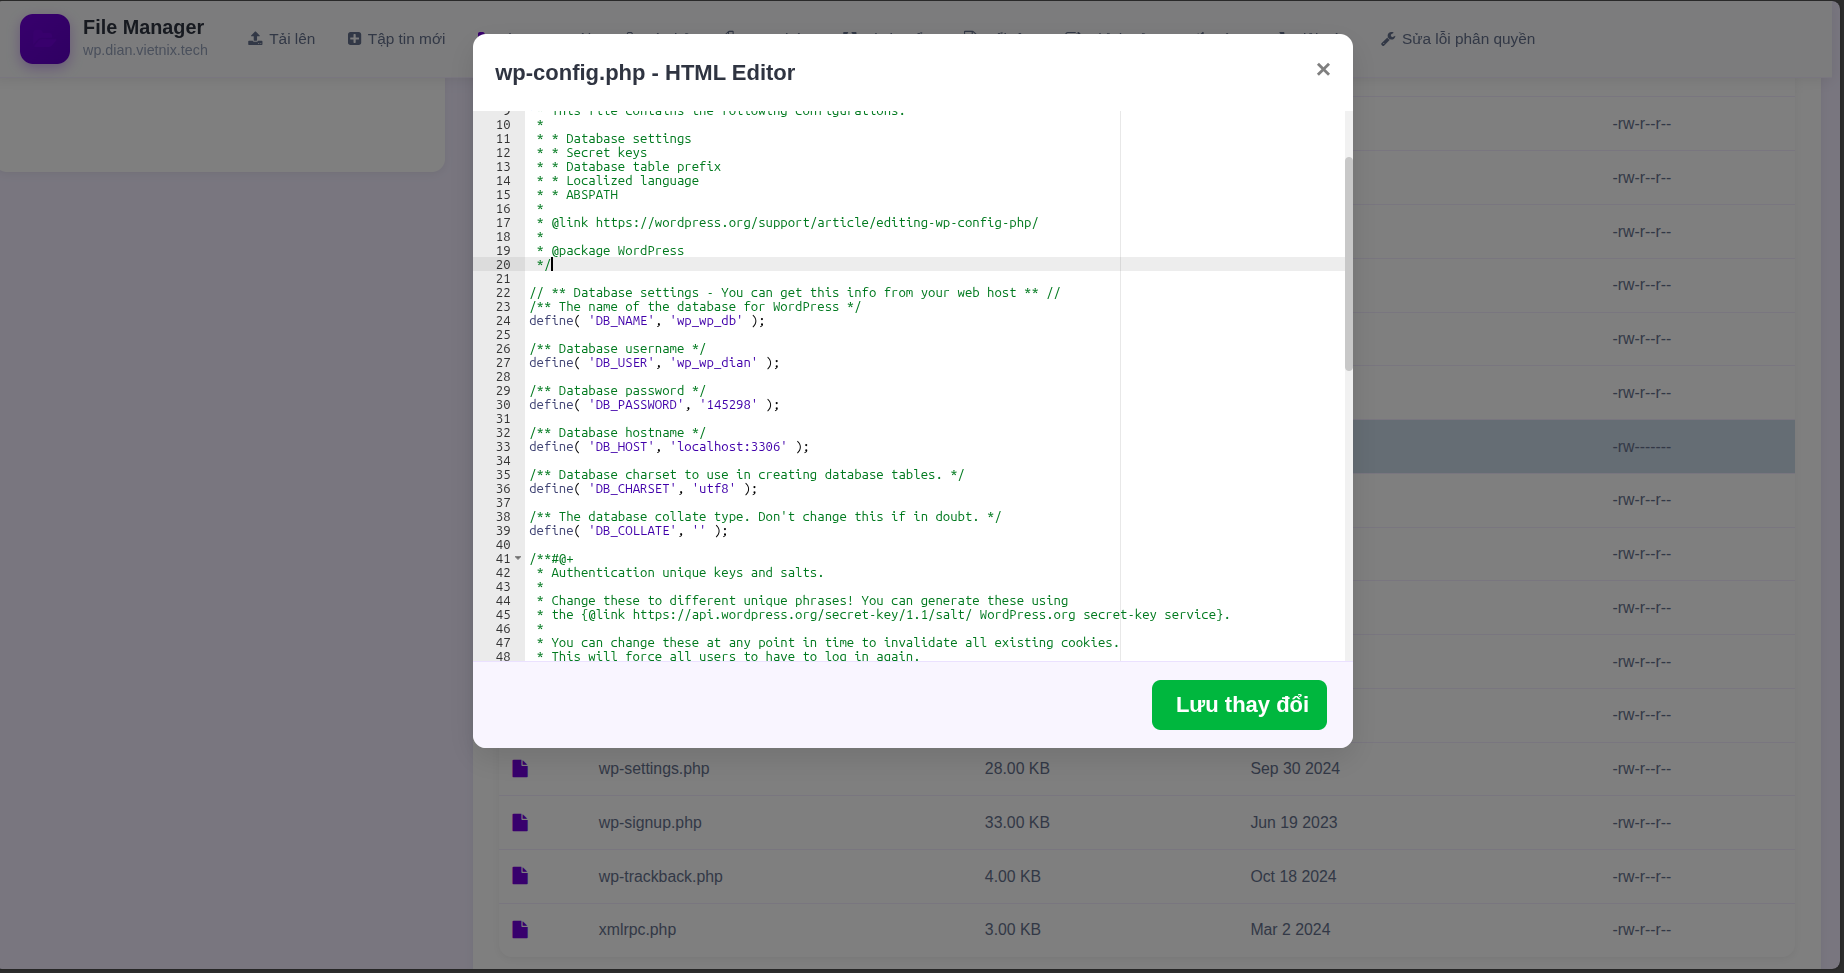 File Manager
wp.dian.vietnix.tech
Tải lên
Tập tin mới
Sửa lỗi phân quyền
wp-config.php - HTML Editor
×
9 * This file contains the following configurations:
10 *
11 * * Database settings
12 * * Secret keys
13 * * Database table prefix
14 * * Localized language
15 * * ABSPATH
16 *
17 * @link https://wordpress.org/support/article/editing-wp-config-php/
18 *
19 * @package WordPress
20 */
21
22 // ** Database settings - You can get this info from your web host ** //
23 /** The name of the database for WordPress */
24 define( 'DB_NAME', 'wp_wp_db' );
25
26 /** Database username */
27 define( 'DB_USER', 'wp_wp_dian' );
28
29 /** Database password */
30 define( 'DB_PASSWORD', '145298' );
31
32 /** Database hostname */
33 define( 'DB_HOST', 'localhost:3306' );
34
35 /** Database charset to use in creating database tables. */
36 define( 'DB_CHARSET', 'utf8' );
37
38 /** The database collate type. Don't change this if in doubt. */
39 define( 'DB_COLLATE', '' );
40
41 /**#@+
42 * Authentication unique keys and salts.
43 *
44 * Change these to different unique phrases! You can generate these using
45 * the {@link https://api.wordpress.org/secret-key/1.1/salt/ WordPress.org secret-key service}.
46 *
47 * You can change these at any point in time to invalidate all existing cookies.
48 * This will force all users to have to log in again.
Lưu thay đổi
-rw-r--r--
-rw-r--r--
-rw-r--r--
-rw-r--r--
-rw-r--r--
-rw-r--r--
-rw-------
-rw-r--r--
-rw-r--r--
-rw-r--r--
-rw-r--r--
-rw-r--r--
wp-settings.php 28.00 KB Sep 30 2024 -rw-r--r--
wp-signup.php 33.00 KB Jun 19 2023 -rw-r--r--
wp-trackback.php 4.00 KB Oct 18 2024 -rw-r--r--
xmlrpc.php 3.00 KB Mar 2 2024 -rw-r--r--